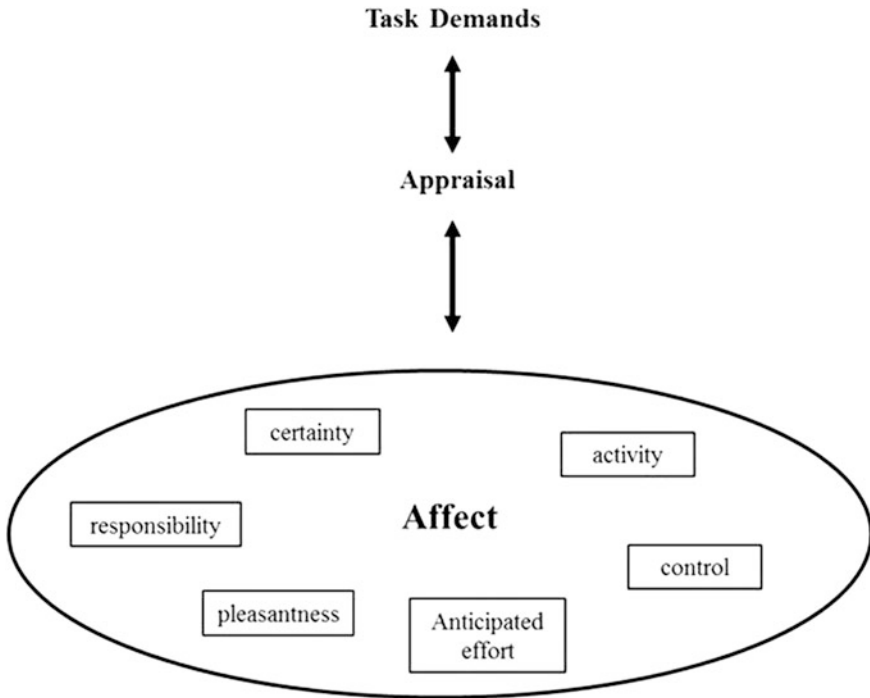 Task Demands
Appraisal
certainty
activity
responsibility
Affect
control
pleasantness
Anticipated
effort